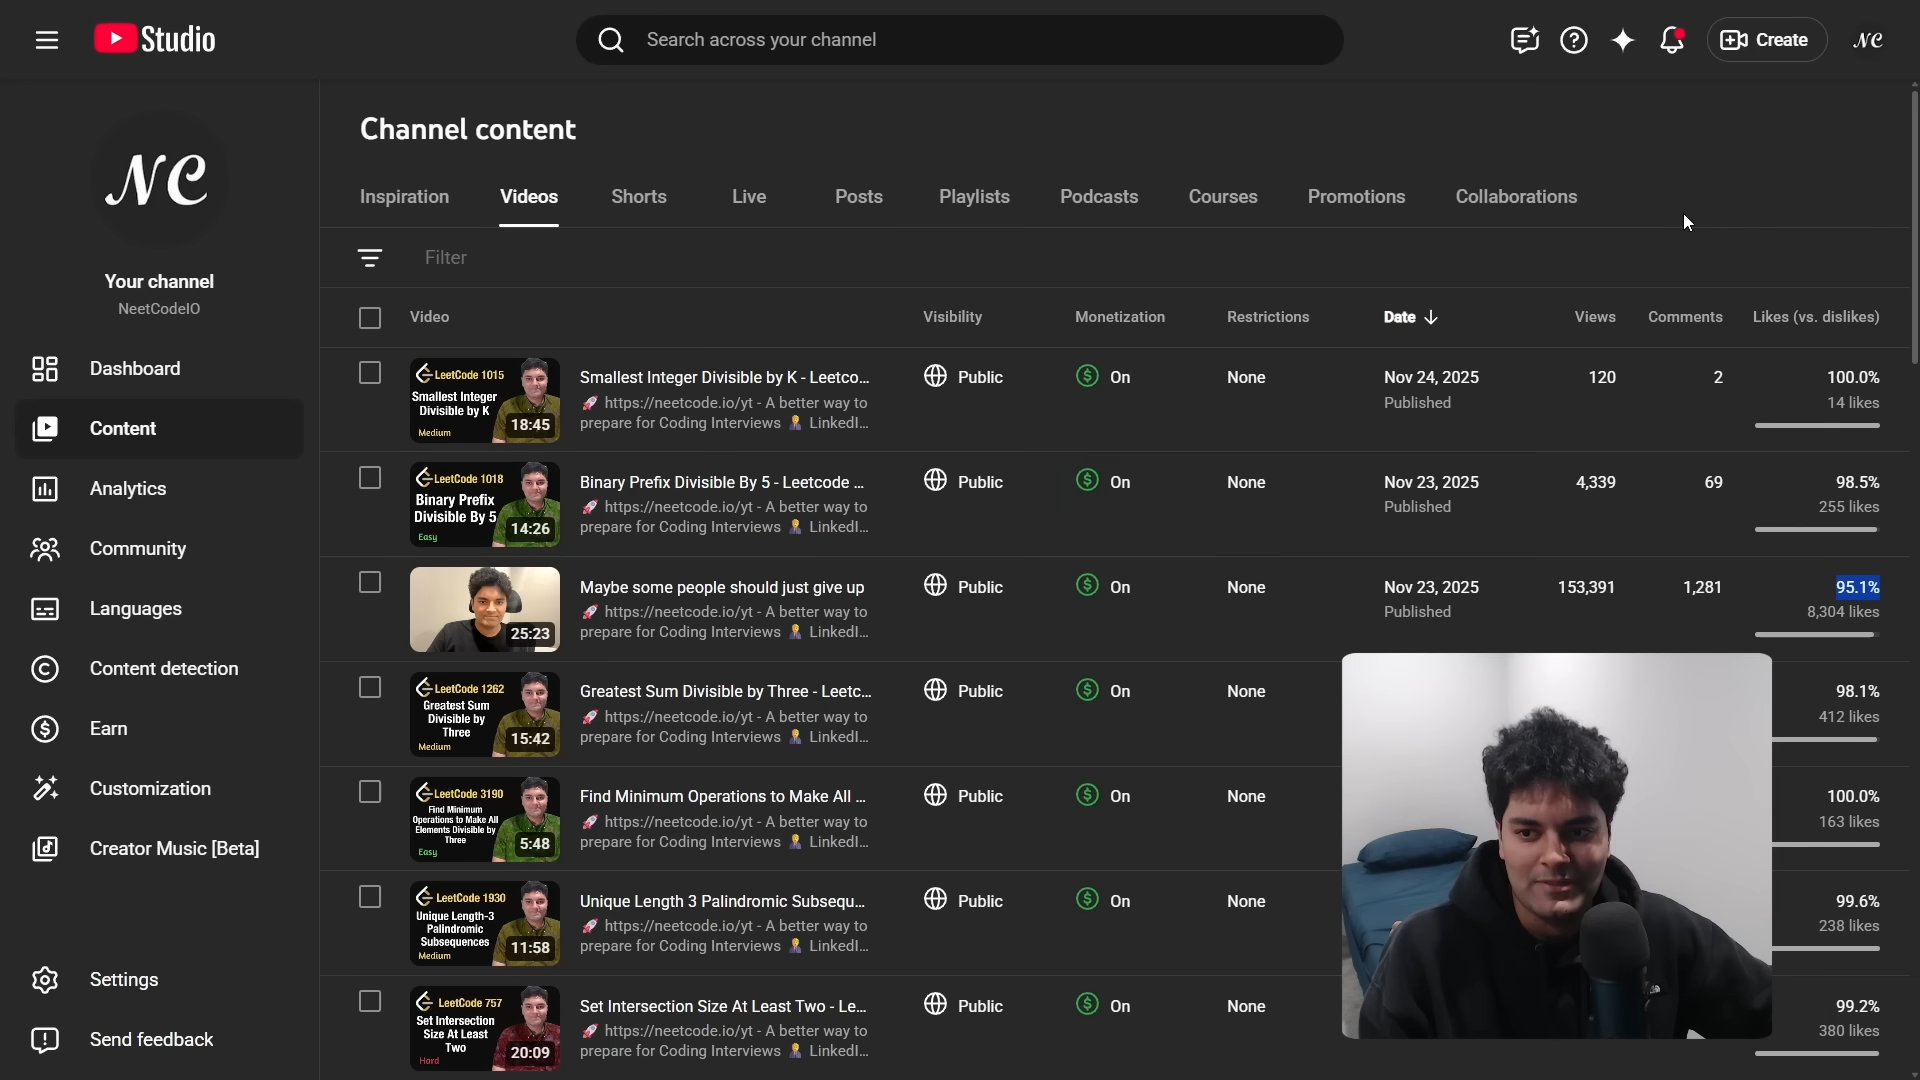 Studio
Search across your channel
Create
NC
NC
Your channel
NeetCodeIO
Dashboard
Content
Analytics
Community
Languages
Content detection
Earn
Customization
Creator Music [Beta]
Settings
Send feedback
Channel content
Inspiration Videos Shorts Live Posts Playlists Podcasts Courses Promotions Collaborations
Filter
Video Visibility Monetization Restrictions Date Views Comments Likes (vs. dislikes)
LeetCode 1015
Smallest Integer
Divisible by K
Medium
18:45
Smallest Integer Divisible by K - Leetco...
https://neetcode.io/yt - A better way to
prepare for Coding Interviews LinkedI...
Public On None Nov 24, 2025 120 2 100.0%
Published 14 likes
LeetCode 1018
Binary Prefix
Divisible By 5
Easy
14:26
Binary Prefix Divisible By 5 - Leetcode ...
https://neetcode.io/yt - A better way to
prepare for Coding Interviews LinkedI...
Public On None Nov 23, 2025 4,339 69 98.5%
Published 255 likes
25:23
Maybe some people should just give up
https://neetcode.io/yt - A better way to
prepare for Coding Interviews LinkedI...
Public On None Nov 23, 2025 153,391 1,281 95.1%
Published 8,304 likes
LeetCode 1262
Greatest Sum
Divisible by
Three
Medium
15:42
Greatest Sum Divisible by Three - Leetc...
https://neetcode.io/yt - A better way to
prepare for Coding Interviews LinkedI...
Public On None 98.1%
412 likes
LeetCode 3190
Find Minimum
Operations to Make All
Elements Divisible by
Three
Easy
5:48
Find Minimum Operations to Make All ...
https://neetcode.io/yt - A better way to
prepare for Coding Interviews LinkedI...
Public On None 100.0%
163 likes
LeetCode 1930
Unique Length-3
Palindromic
Subsequences
Medium
11:58
Unique Length 3 Palindromic Subsequ...
https://neetcode.io/yt - A better way to
prepare for Coding Interviews LinkedI...
Public On None 99.6%
238 likes
LeetCode 757
Set Intersection
Size At Least
Two
Hard
20:09
Set Intersection Size At Least Two - Le...
https://neetcode.io/yt - A better way to
prepare for Coding Interviews LinkedI...
Public On None 99.2%
380 likes